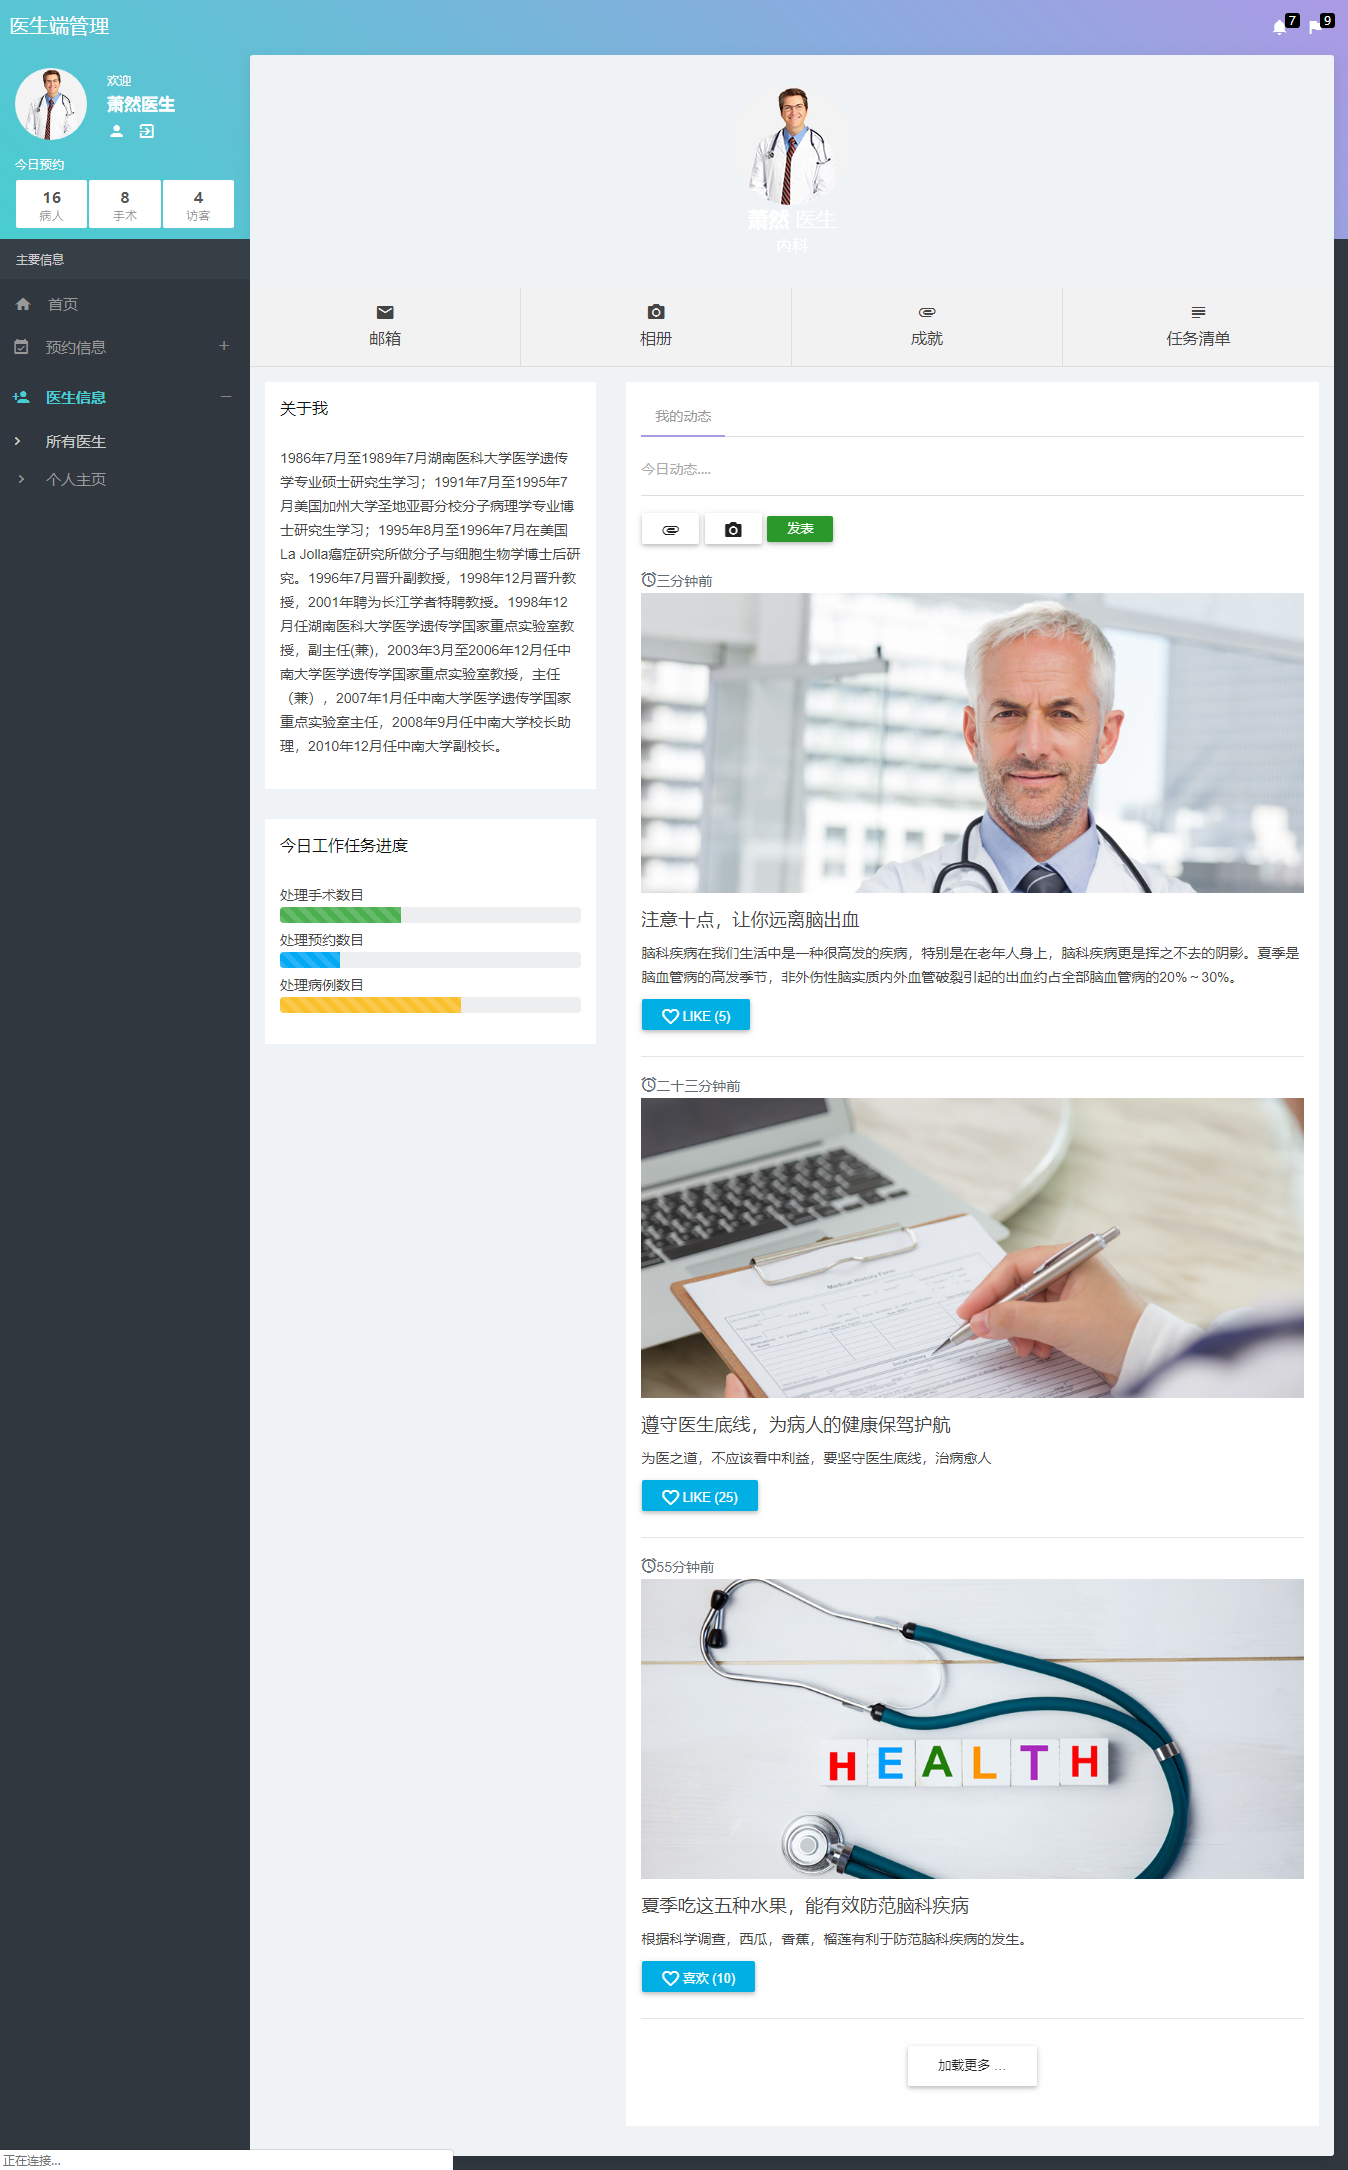 医生端管理
7
9
欢迎
萧然医生
今日预约
16
病人
8
手术
4
访客
主要信息
首页
预约信息
医生信息
所有医生
个人主页
萧然 医生
内科
邮箱
相册
成就
任务清单
关于我
1986年7月至1989年7月湖南医科大学医学遗传
学专业硕士研究生学习；1991年7月至1995年7
月美国加州大学圣地亚哥分校分子病理学专业博
士研究生学习；1995年8月至1996年7月在美国
La Jolla癌症研究所做分子与细胞生物学博士后研
究。1996年7月晋升副教授，1998年12月晋升教
授，2001年聘为长江学者特聘教授。1998年12
月任湖南医科大学医学遗传学国家重点实验室教
授，副主任(兼)，2003年3月至2006年12月任中
南大学医学遗传学国家重点实验室教授，主任
（兼），2007年1月任中南大学医学遗传学国家
重点实验室主任，2008年9月任中南大学校长助
理，2010年12月任中南大学副校长。
今日工作任务进度
处理手术数目
处理预约数目
处理病例数目
我的动态
今日动态....
发表
三分钟前
注意十点，让你远离脑出血
脑科疾病在我们生活中是一种很高发的疾病，特别是在老年人身上，脑科疾病更是挥之不去的阴影。夏季是
脑血管病的高发季节，非外伤性脑实质内外血管破裂引起的出血约占全部脑血管病的20%～30%。
LIKE (5)
二十三分钟前
Medical History Form
遵守医生底线，为病人的健康保驾护航
为医之道，不应该看中利益，要坚守医生底线，治病愈人
LIKE (25)
55分钟前
HEALTH
夏季吃这五种水果，能有效防范脑科疾病
根据科学调查，西瓜，香蕉，榴莲有利于防范脑科疾病的发生。
喜欢 (10)
加载更多 ...
正在连接...